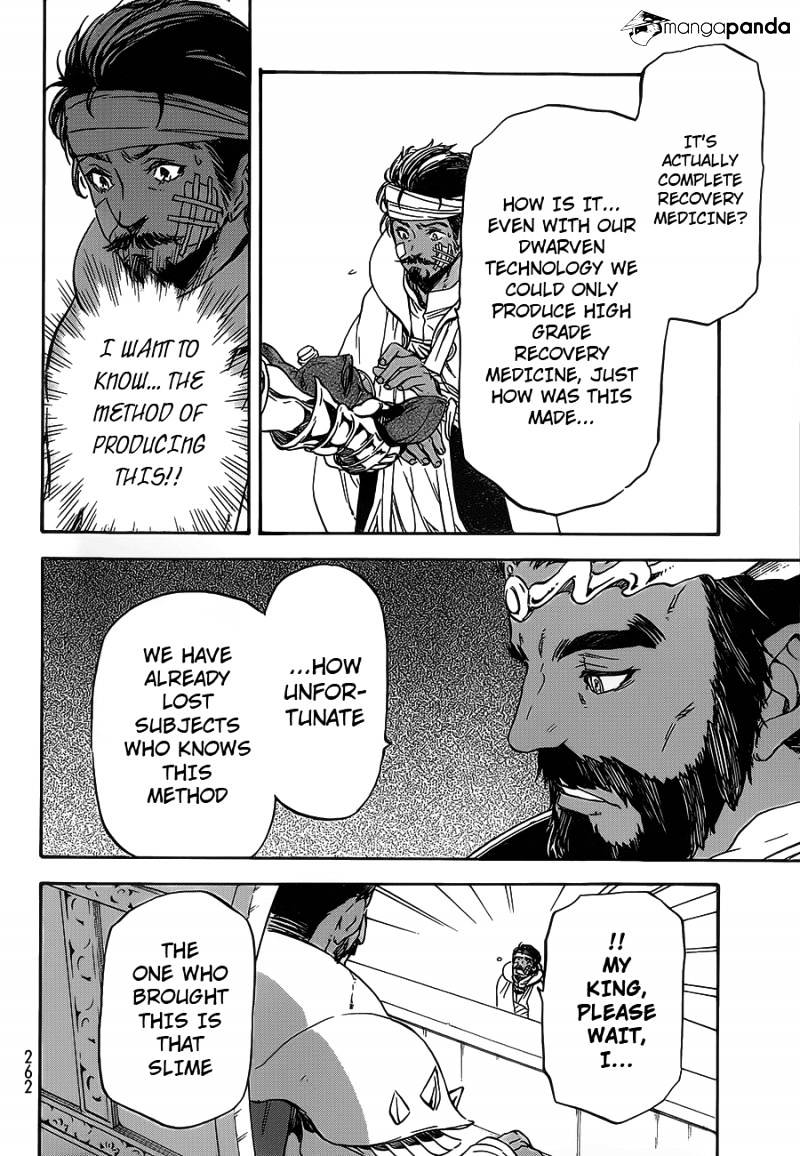 mangapanda
IT'S
ACTUALLY
COMPLETE
RECOVERY
MEDICINE?
HOW IS IT...
EVEN WITH OUR
DWARVEN
TECHNOLOGY WE
COULD ONLY
PRODUCE HIGH
GRADE
RECOVERY
MEDICINE, JUST
HOW WAS THIS
MADE...
I WANT TO
KNOW... THE
METHOD OF
PRODUCING
THIS!!
...HOW
UNFOR-
TUNATE
WE HAVE
ALREADY
LOST
SUBJECTS
WHO KNOWS
THIS
METHOD
!!
MY
KING,
PLEASE
WAIT,
I...
THE
ONE WHO
BROUGHT
THIS IS
THAT
SLIME
262